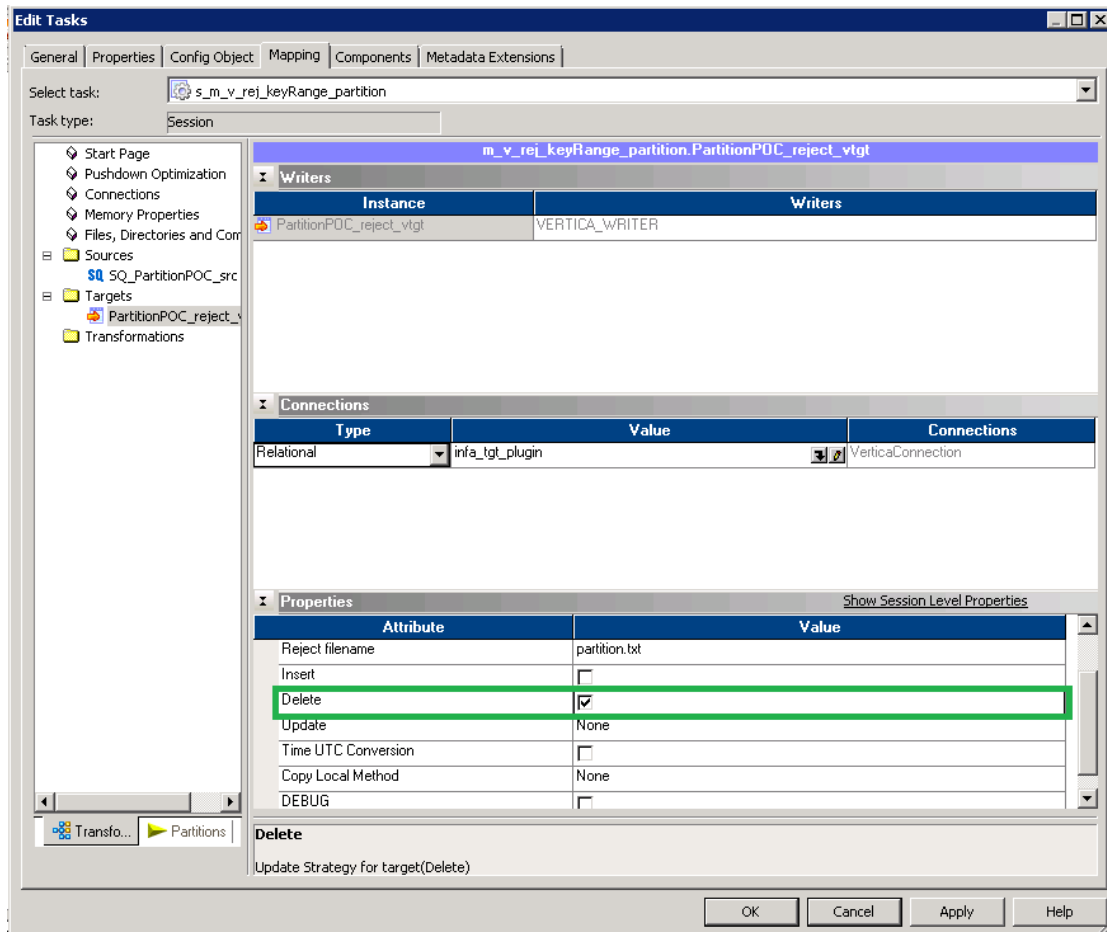 Edit Tasks
General Properties Config Object Mapping Components Metadata Extensions
Select task: s_m_v_rej_keyRange_partition
Task type: Session
Start Page
Pushdown Optimization
Connections
Memory Properties
Files, Directories and Com
Sources
SQ SQ_PartitionPOC_src
Targets
PartitionPOC_reject_v
Transformations
Transfo... Partitions
m_v_rej_keyRange_partition.PartitionPOC_reject_vtgt
Writers
Instance Writers
PartitionPOC_reject_vtgt VERTICA_WRITER
Connections
Type Value Connections
Relational infa_tgt_plugin VerticaConnection
Properties Show Session Level Properties
Attribute Value
Reject filename partition.txt
Insert
Delete
Update None
Time UTC Conversion
Copy Local Method None
DEBUG
Delete
Update Strategy for target(Delete)
OK Cancel Apply Help